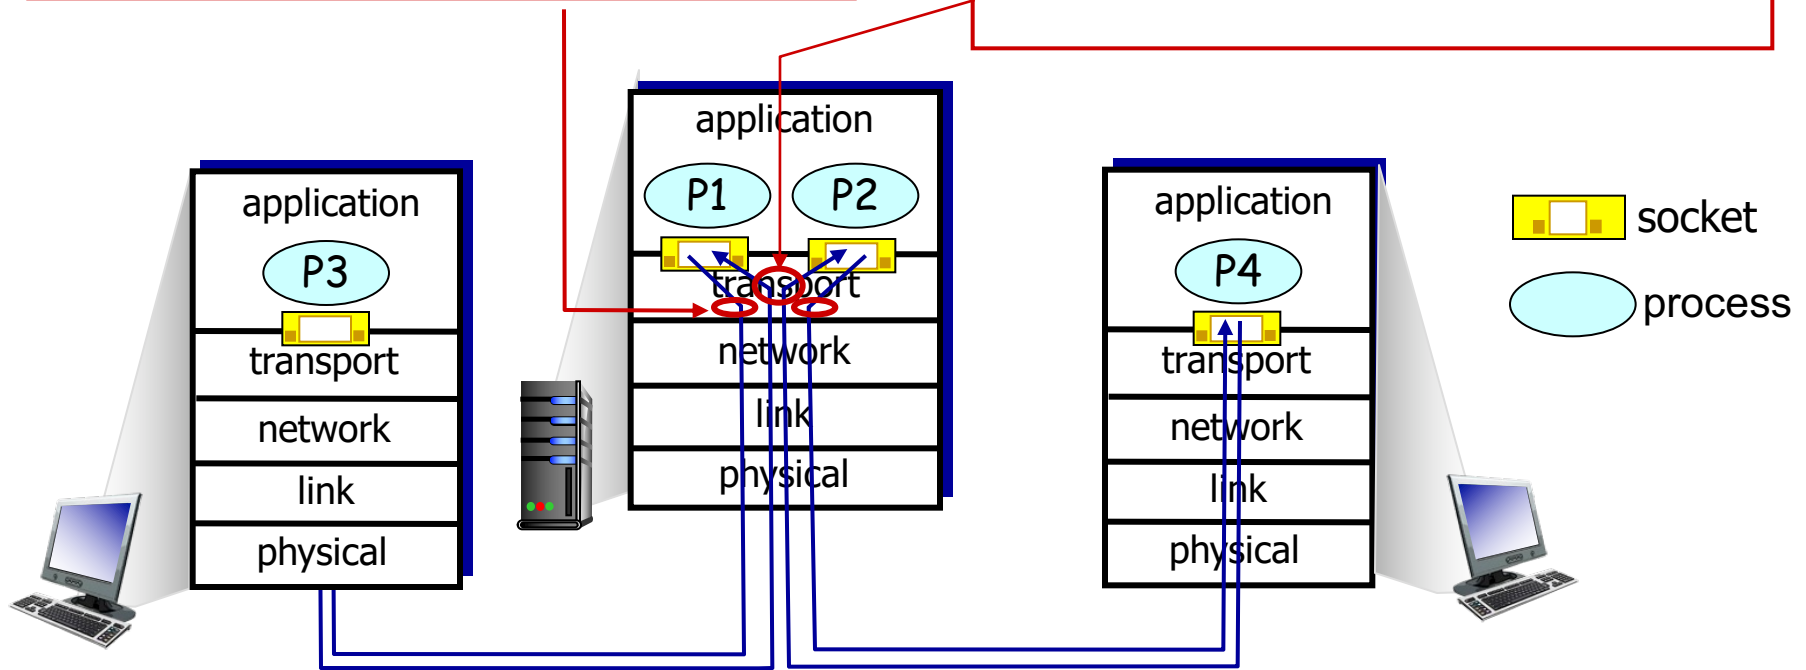 application
P1
P2
transport
network
link
physical
application
P3
transport
network
link
physical
application
P4
transport
network
link
physical
socket
process